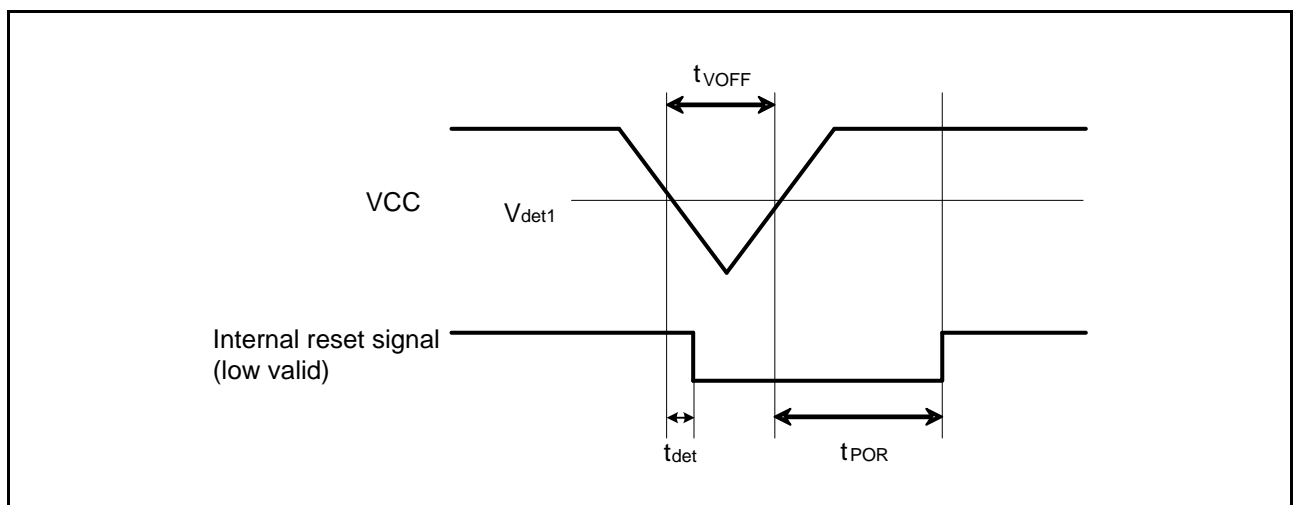 tVOFF
VCC
Vdet1
Internal reset signal
(low valid)
tdet
tPOR